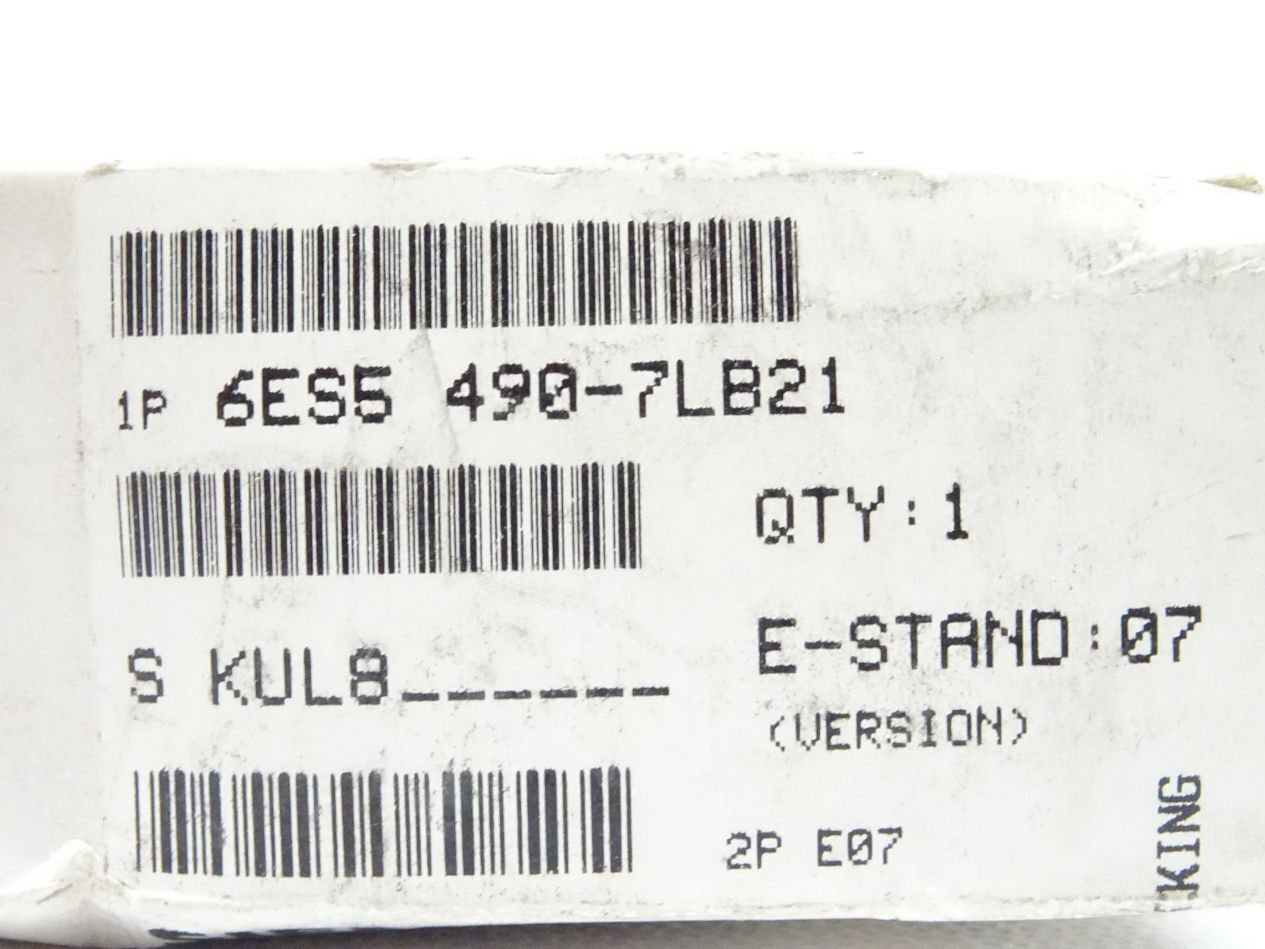 1P 6ES5 490-7LB21
QTY:1
S KUL8______
E-STAND:07
(VERSION)
2P E07
KING